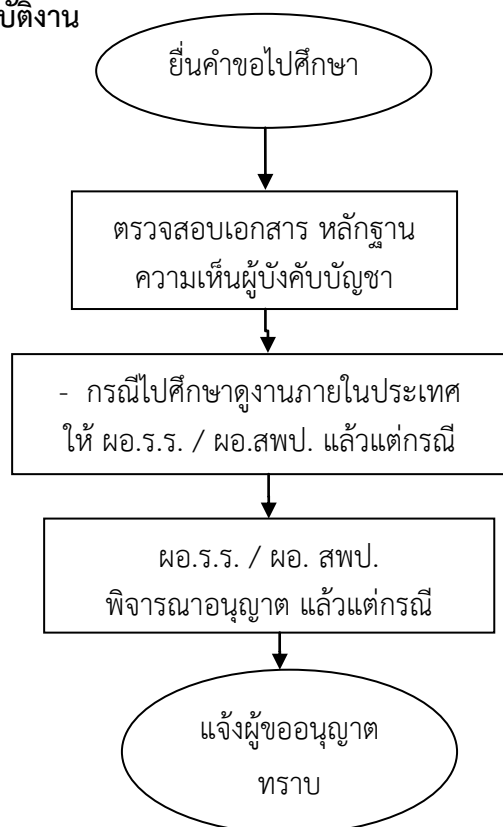 บัติงาน
ยื่นคำขอไปศึกษา
ตรวจสอบเอกสาร หลักฐาน
ความเห็นผู้บังคับบัญชา
- กรณีไปศึกษาดูงานภายในประเทศ
ให้ ผอ.ร.ร. / ผอ.สพป. แล้วแต่กรณี
ผอ.ร.ร. / ผอ. สพป.
พิจารณาอนุญาต แล้วแต่กรณี
แจ้งผู้ขออนุญาต
ทราบ